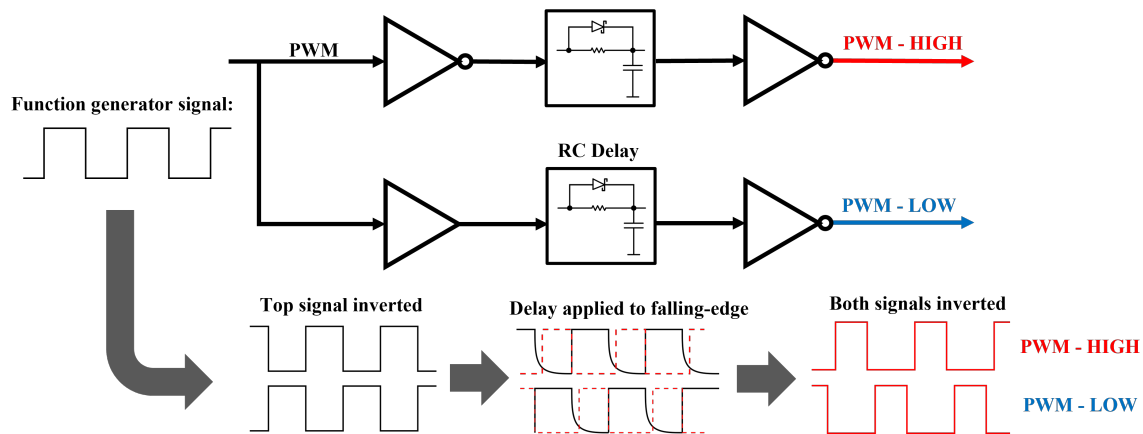 PWM
PWM - HIGH
Function generator signal:
RC Delay
PWM - LOW
Top signal inverted
Delay applied to falling-edge
Both signals inverted
PWM - HIGH
PWM - LOW